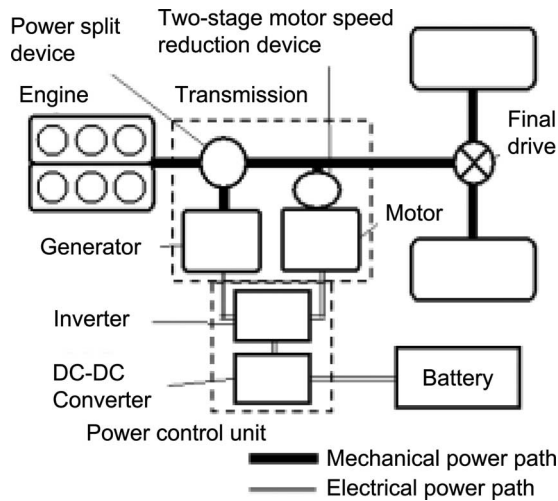 Power split
device
Two-stage motor speed
reduction device
Engine
Transmission
Final
drive
Generator
Motor
Inverter
DC-DC
Converter
Battery
Power control unit
Mechanical power path
Electrical power path